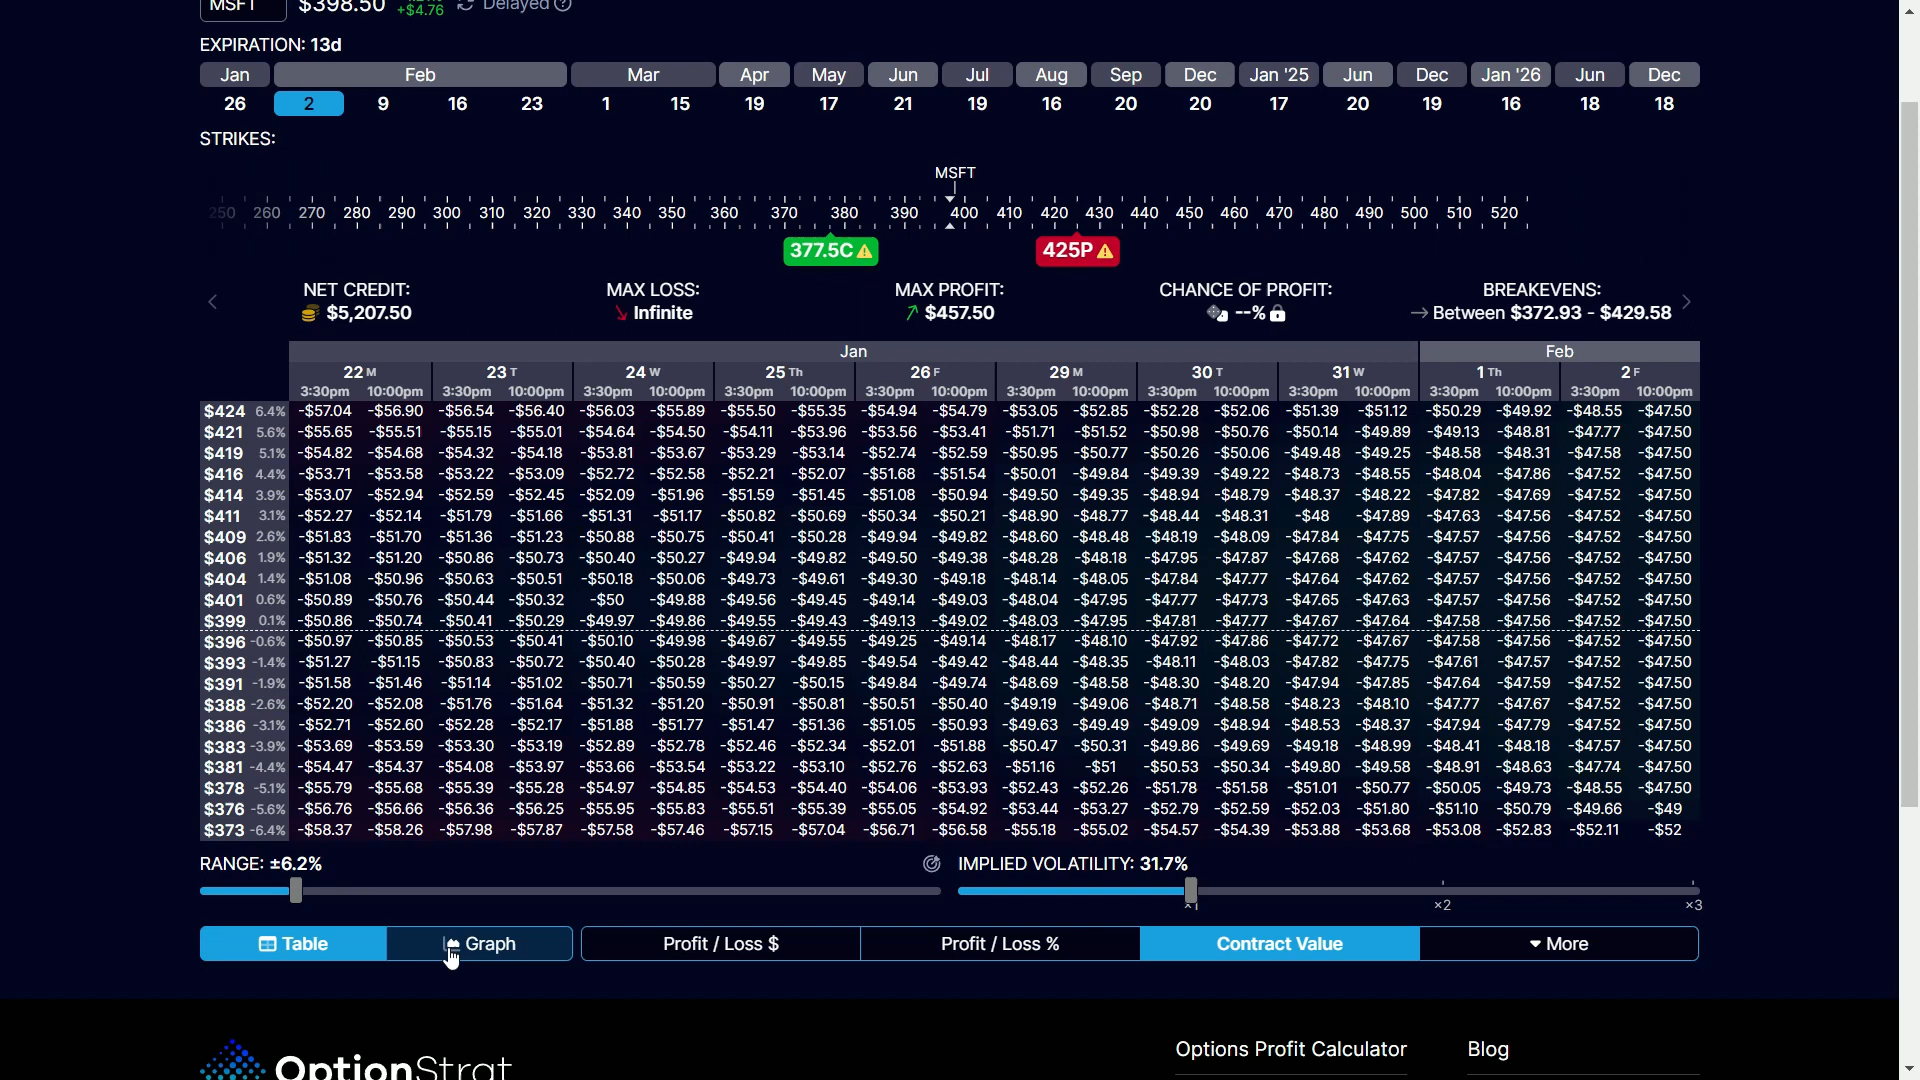 MSFT $398.50 +$4.76 Delayed
EXPIRATION: 13d
Jan Feb Mar Apr May Jun Jul Aug Sep Dec Jan '25 Jun Dec Jan '26 Jun Dec
26 2 9 16 23 1 15 19 17 21 19 16 20 20 17 20 19 16 18 18
STRIKES:
MSFT
250 260 270 280 290 300 310 320 330 340 350 360 370 380 390 400 410 420 430 440 450 460 470 480 490 500 510 520
377.5C 425P
NET CREDIT: MAX LOSS: MAX PROFIT: CHANCE OF PROFIT: BREAKEVENS:
$5,207.50 Infinite $457.50 --% Between $372.93 - $429.58
Jan Feb
22 M 23 T 24 W 25 Th 26 F 29 M 30 T 31 W 1 Th 2 F
3:30pm 10:00pm 3:30pm 10:00pm 3:30pm 10:00pm 3:30pm 10:00pm 3:30pm 10:00pm 3:30pm 10:00pm 3:30pm 10:00pm 3:30pm 10:00pm 3:30pm 10:00pm 3:30pm 10:00pm
$424 6.4% -$57.04 -$56.90 -$56.54 -$56.40 -$56.03 -$55.89 -$55.50 -$55.35 -$54.94 -$54.79 -$53.05 -$52.85 -$52.28 -$52.06 -$51.39 -$51.12 -$50.29 -$49.92 -$48.55 -$47.50
$421 5.6% -$55.65 -$55.51 -$55.15 -$55.01 -$54.64 -$54.50 -$54.11 -$53.96 -$53.56 -$53.41 -$51.71 -$51.52 -$50.98 -$50.76 -$50.14 -$49.89 -$49.13 -$48.81 -$47.77 -$47.50
$419 5.1% -$54.82 -$54.68 -$54.32 -$54.18 -$53.81 -$53.67 -$53.29 -$53.14 -$52.74 -$52.59 -$50.95 -$50.77 -$50.26 -$50.06 -$49.48 -$49.25 -$48.58 -$48.31 -$47.58 -$47.50
$416 4.4% -$53.71 -$53.58 -$53.22 -$53.09 -$52.72 -$52.58 -$52.21 -$52.07 -$51.68 -$51.54 -$50.01 -$49.84 -$49.39 -$49.22 -$48.73 -$48.55 -$48.04 -$47.86 -$47.52 -$47.50
$414 3.9% -$53.07 -$52.94 -$52.59 -$52.45 -$52.09 -$51.96 -$51.59 -$51.45 -$51.08 -$50.94 -$49.50 -$49.35 -$48.94 -$48.79 -$48.37 -$48.22 -$47.82 -$47.69 -$47.52 -$47.50
$411 3.1% -$52.27 -$52.14 -$51.79 -$51.66 -$51.31 -$51.17 -$50.82 -$50.69 -$50.34 -$50.21 -$48.90 -$48.77 -$48.44 -$48.31 -$48 -$47.89 -$47.63 -$47.56 -$47.52 -$47.50
$409 2.6% -$51.83 -$51.70 -$51.36 -$51.23 -$50.88 -$50.75 -$50.41 -$50.28 -$49.94 -$49.82 -$48.60 -$48.48 -$48.19 -$48.09 -$47.84 -$47.75 -$47.57 -$47.56 -$47.52 -$47.50
$406 1.9% -$51.32 -$51.20 -$50.86 -$50.73 -$50.40 -$50.27 -$49.94 -$49.82 -$49.50 -$49.38 -$48.28 -$48.18 -$47.95 -$47.87 -$47.68 -$47.62 -$47.57 -$47.56 -$47.52 -$47.50
$404 1.4% -$51.08 -$50.96 -$50.63 -$50.51 -$50.18 -$50.06 -$49.73 -$49.61 -$49.30 -$49.18 -$48.14 -$48.05 -$47.84 -$47.77 -$47.64 -$47.62 -$47.57 -$47.56 -$47.52 -$47.50
$401 0.6% -$50.89 -$50.76 -$50.44 -$50.32 -$50 -$49.88 -$49.56 -$49.45 -$49.14 -$49.03 -$48.04 -$47.95 -$47.77 -$47.73 -$47.65 -$47.63 -$47.57 -$47.56 -$47.52 -$47.50
$399 0.1% -$50.86 -$50.74 -$50.41 -$50.29 -$49.97 -$49.86 -$49.55 -$49.43 -$49.13 -$49.02 -$48.03 -$47.95 -$47.81 -$47.77 -$47.67 -$47.64 -$47.58 -$47.56 -$47.52 -$47.50
$396 -0.6% -$50.97 -$50.85 -$50.53 -$50.41 -$50.10 -$49.98 -$49.67 -$49.55 -$49.25 -$49.14 -$48.17 -$48.10 -$47.92 -$47.86 -$47.72 -$47.67 -$47.58 -$47.56 -$47.52 -$47.50
$393 -1.4% -$51.27 -$51.15 -$50.83 -$50.72 -$50.40 -$50.28 -$49.97 -$49.85 -$49.54 -$49.42 -$48.44 -$48.35 -$48.11 -$48.03 -$47.82 -$47.75 -$47.61 -$47.57 -$47.52 -$47.50
$391 -1.9% -$51.58 -$51.46 -$51.14 -$51.02 -$50.71 -$50.59 -$50.27 -$50.15 -$49.84 -$49.74 -$48.69 -$48.58 -$48.30 -$48.20 -$47.94 -$47.85 -$47.64 -$47.59 -$47.52 -$47.50
$388 -2.6% -$52.20 -$52.08 -$51.76 -$51.64 -$51.32 -$51.20 -$50.91 -$50.81 -$50.51 -$50.40 -$49.19 -$49.06 -$48.71 -$48.58 -$48.23 -$48.10 -$47.77 -$47.67 -$47.52 -$47.50
$386 -3.1% -$52.71 -$52.60 -$52.28 -$52.17 -$51.88 -$51.77 -$51.47 -$51.36 -$51.05 -$50.93 -$49.63 -$49.49 -$49.09 -$48.94 -$48.53 -$48.37 -$47.94 -$47.79 -$47.52 -$47.50
$383 -3.9% -$53.69 -$53.59 -$53.30 -$53.19 -$52.89 -$52.78 -$52.46 -$52.34 -$52.01 -$51.88 -$50.47 -$50.31 -$49.86 -$49.69 -$49.18 -$48.99 -$48.41 -$48.18 -$47.57 -$47.50
$381 -4.4% -$54.47 -$54.37 -$54.08 -$53.97 -$53.66 -$53.54 -$53.22 -$53.10 -$52.76 -$52.63 -$51.16 -$51 -$50.53 -$50.34 -$49.80 -$49.58 -$48.91 -$48.63 -$47.74 -$47.50
$378 -5.1% -$55.79 -$55.68 -$55.39 -$55.28 -$54.97 -$54.85 -$54.53 -$54.40 -$54.06 -$53.93 -$52.43 -$52.26 -$51.78 -$51.58 -$51.01 -$50.77 -$50.05 -$49.73 -$48.55 -$47.50
$376 -5.6% -$56.76 -$56.66 -$56.36 -$56.25 -$55.95 -$55.83 -$55.51 -$55.39 -$55.05 -$54.92 -$53.44 -$53.27 -$52.79 -$52.59 -$52.03 -$51.80 -$51.10 -$50.79 -$49.66 -$49
$373 -6.4% -$58.37 -$58.26 -$57.98 -$57.87 -$57.58 -$57.46 -$57.15 -$57.04 -$56.71 -$56.58 -$55.18 -$55.02 -$54.57 -$54.39 -$53.88 -$53.68 -$53.08 -$52.83 -$52.11 -$52
RANGE: ±6.2% IMPLIED VOLATILITY: 31.7%
×1 ×2 ×3
Table Graph Profit / Loss $ Profit / Loss % Contract Value More
OptionStrat Options Profit Calculator Blog